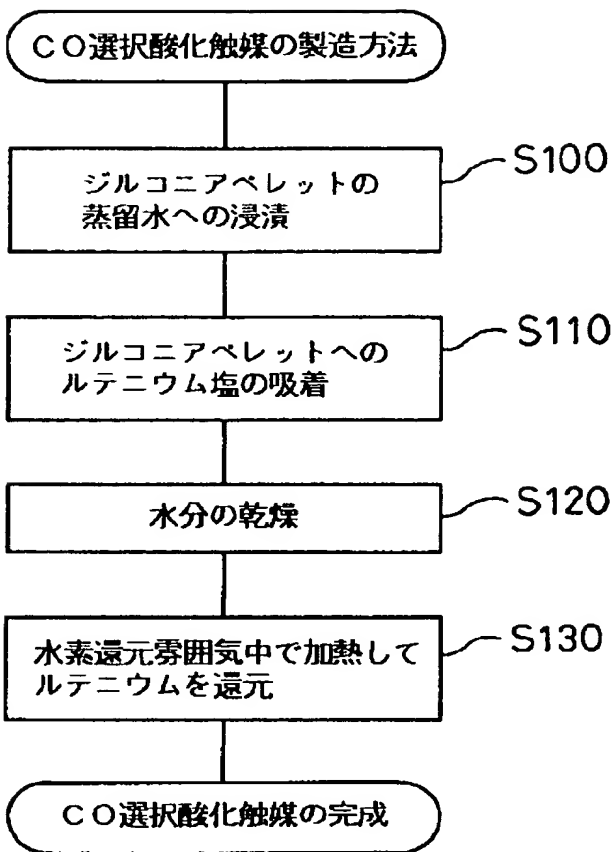 CO選択酸化触媒の製造方法
S100
ジルコニアペレットの
蒸留水への浸漬
S110
ジルコニアペレットへの
ルテニウム塩の吸着
S120
水分の乾燥
S130
水素還元雰囲気中で加熱して
ルテニウムを還元
CO選択酸化触媒の完成